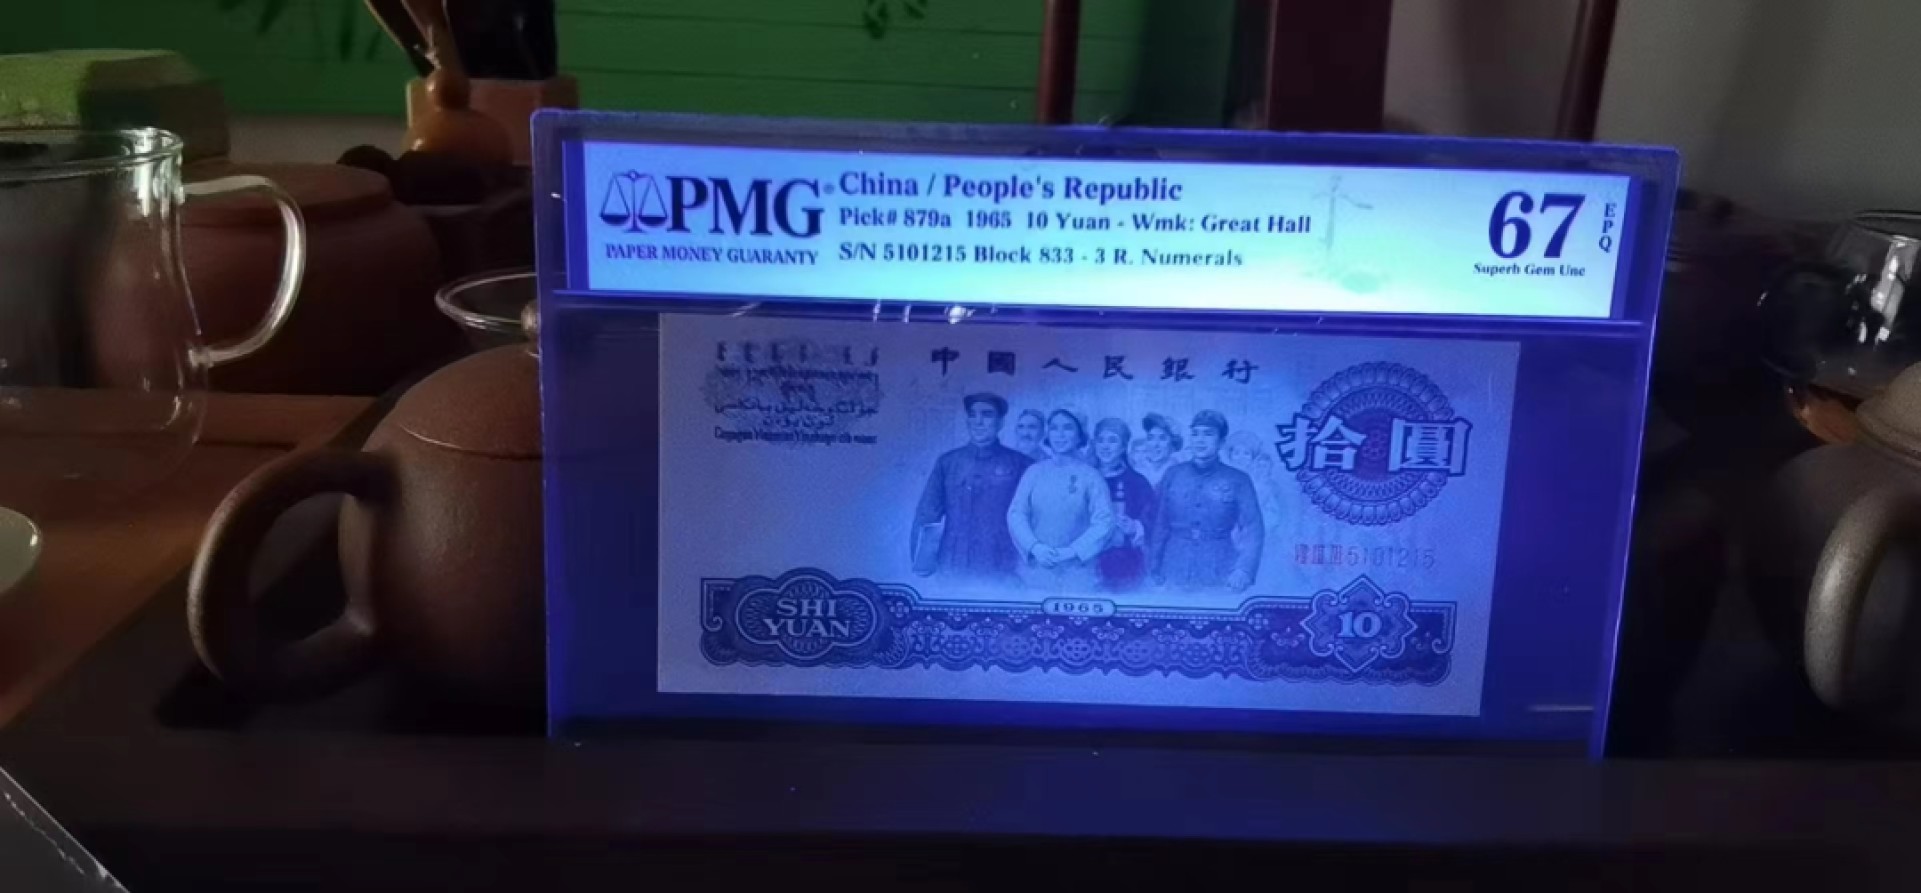 PMG
PAPER MONEY GUARANTY
China / People's Republic
Pick# 879a 1965 10 Yuan - Wmk: Great Hall
S/N 5101215 Block 833 - 3 R. Numerals
67
EPQ
Superb Gem Unc
中國人民銀行
拾圓
5101215
1965
SHI
YUAN
10